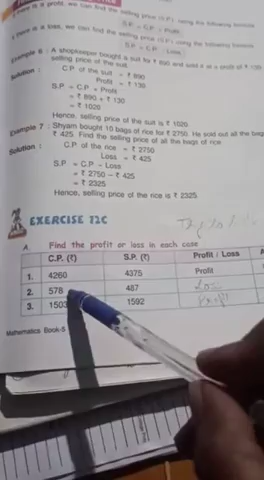 there is profit, we can find the selling price (S.P.) using the following formula
S.P. = C.P. + Profit
there is a loss, we can find the selling price (S.P.) using the following formula
S.P. = C.P. - Loss
Example 6 : A shopkeeper bought a suit for ₹ 890 and sold it at a profit of ₹ 130
selling price of the suit.
Solution : C.P. of the suit = ₹ 890
Profit = ₹ 130
S.P = C.P + Profit
= ₹ 890 + ₹ 130
= ₹ 1020
Hence, selling price of the suit is ₹ 1020.
Example 7 : Shyam bought 10 bags of rice for ₹ 2750. He sold out all the bags
₹ 425. Find the selling price of all the bags of rice.
Solution : C.P. of the rice = ₹ 2750
Loss = ₹ 425
S.P = C.P - Loss
= ₹ 2750 - ₹ 425
= ₹ 2325
Hence, selling price of the rice is ₹ 2325.
EXERCISE 12C
A. Find the profit or loss in each case
C.P. (₹) S.P. (₹) Profit / Loss
1. 4260 4375 Profit
2. 578 487 Loss
3. 1503 1592 Profit
Mathematics Book-5